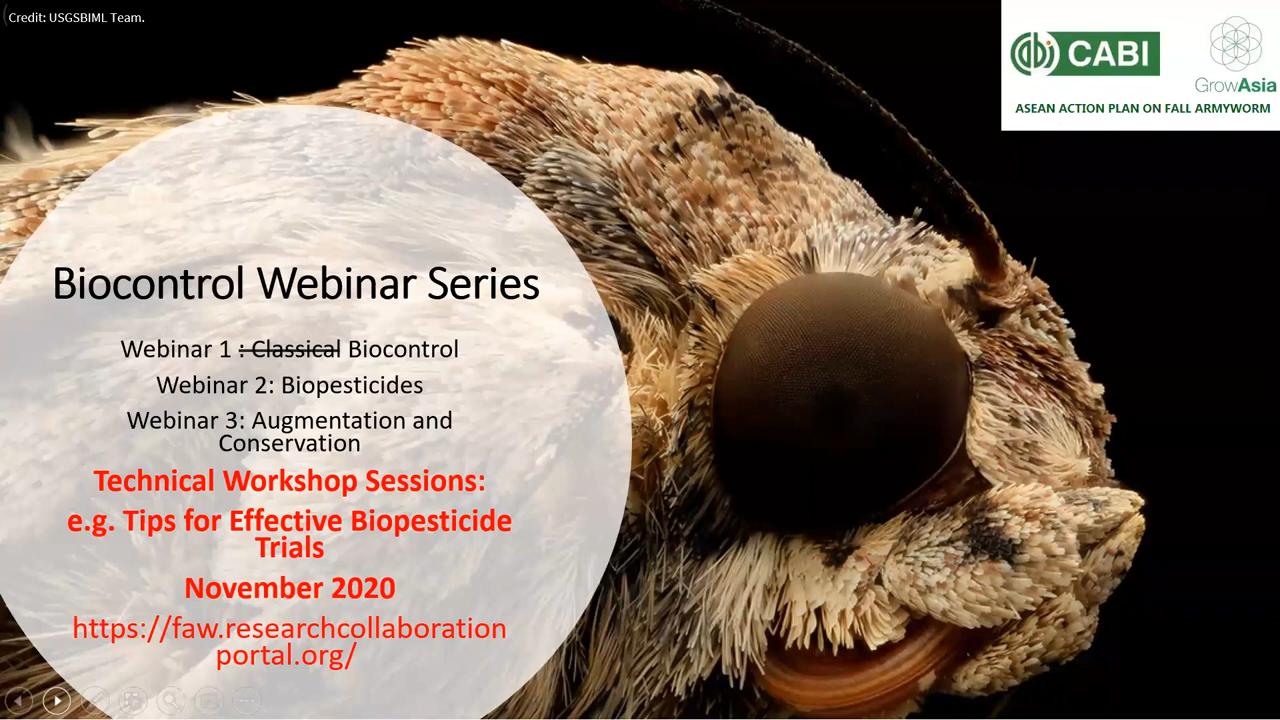 Credit: USGSBIML Team.
CABI
GrowAsia
ASEAN ACTION PLAN ON FALL ARMYWORM
Biocontrol Webinar Series
Webinar 1 : Classical Biocontrol
Webinar 2: Biopesticides
Webinar 3: Augmentation and
Conservation
Technical Workshop Sessions:
e.g. Tips for Effective Biopesticide
Trials
November 2020
https://faw.researchcollaboration
portal.org/